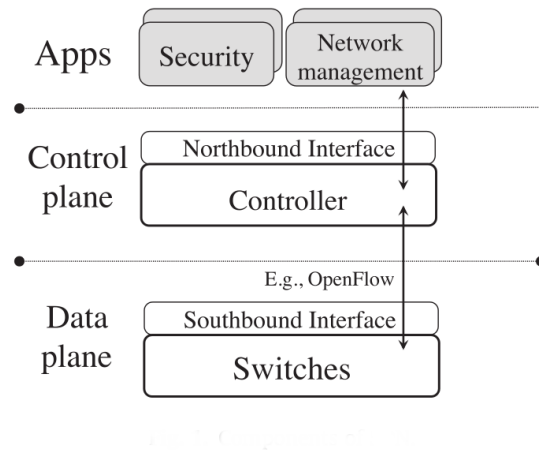 Apps
Security
Network
management
Control
plane
Northbound Interface
Controller
E.g., OpenFlow
Data
plane
Southbound Interface
Switches